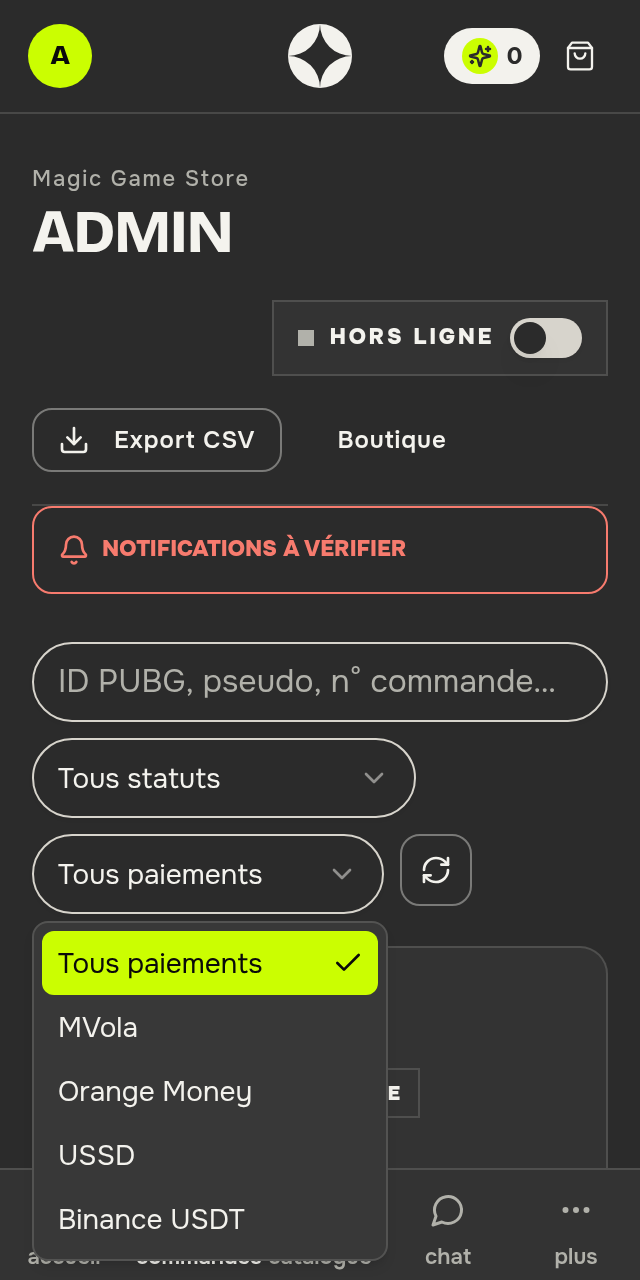 A
0
Magic Game Store
ADMIN
HORS LIGNE
Export CSV
Boutique
NOTIFICATIONS À VÉRIFIER
ID PUBG, pseudo, n° commande...
Tous statuts
Tous paiements
Tous paiements
MVola
Orange Money
E
USSD
Binance USDT
chat
plus